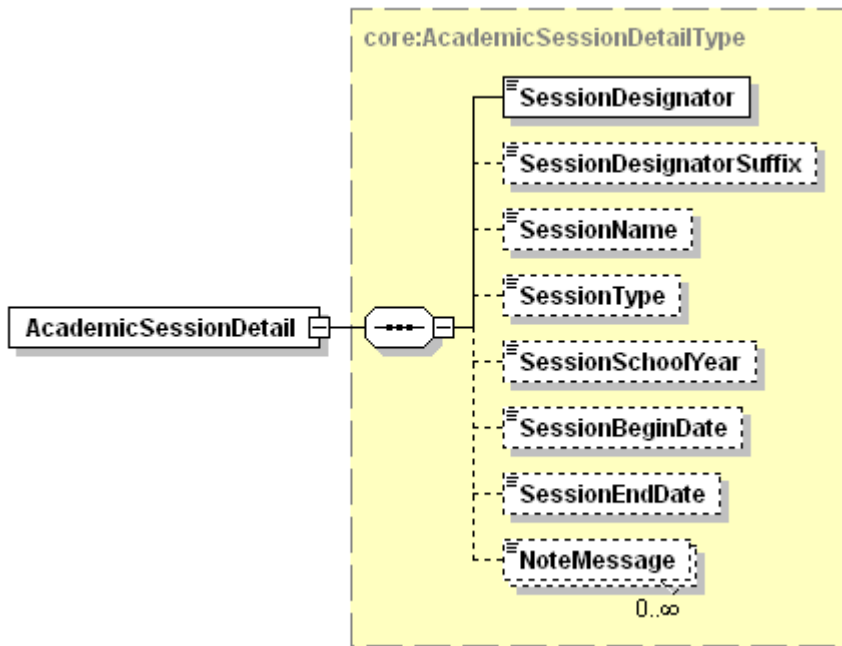 core:AcademicSessionDetailType
SessionDesignator
SessionDesignatorSuffix
SessionName
SessionType
AcademicSessionDetail
SessionSchoolYear
SessionBeginDate
SessionEndDate
NoteMessage
0..∞